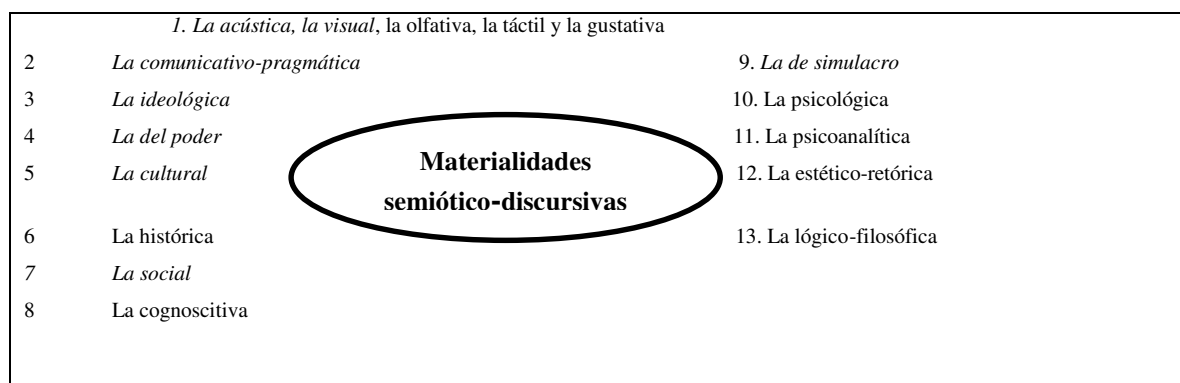 1. La acústica, la visual, la olfativa, la táctil y la gustativa
2 La comunicativo-pragmática
3 La ideológica
4 La del poder
5 La cultural
6 La histórica
7 La social
8 La cognoscitiva
Materialidades
semiótico-discursivas
9. La de simulacro
10. La psicológica
11. La psicoanalítica
12. La estético-retórica
13. La lógico-filosófica